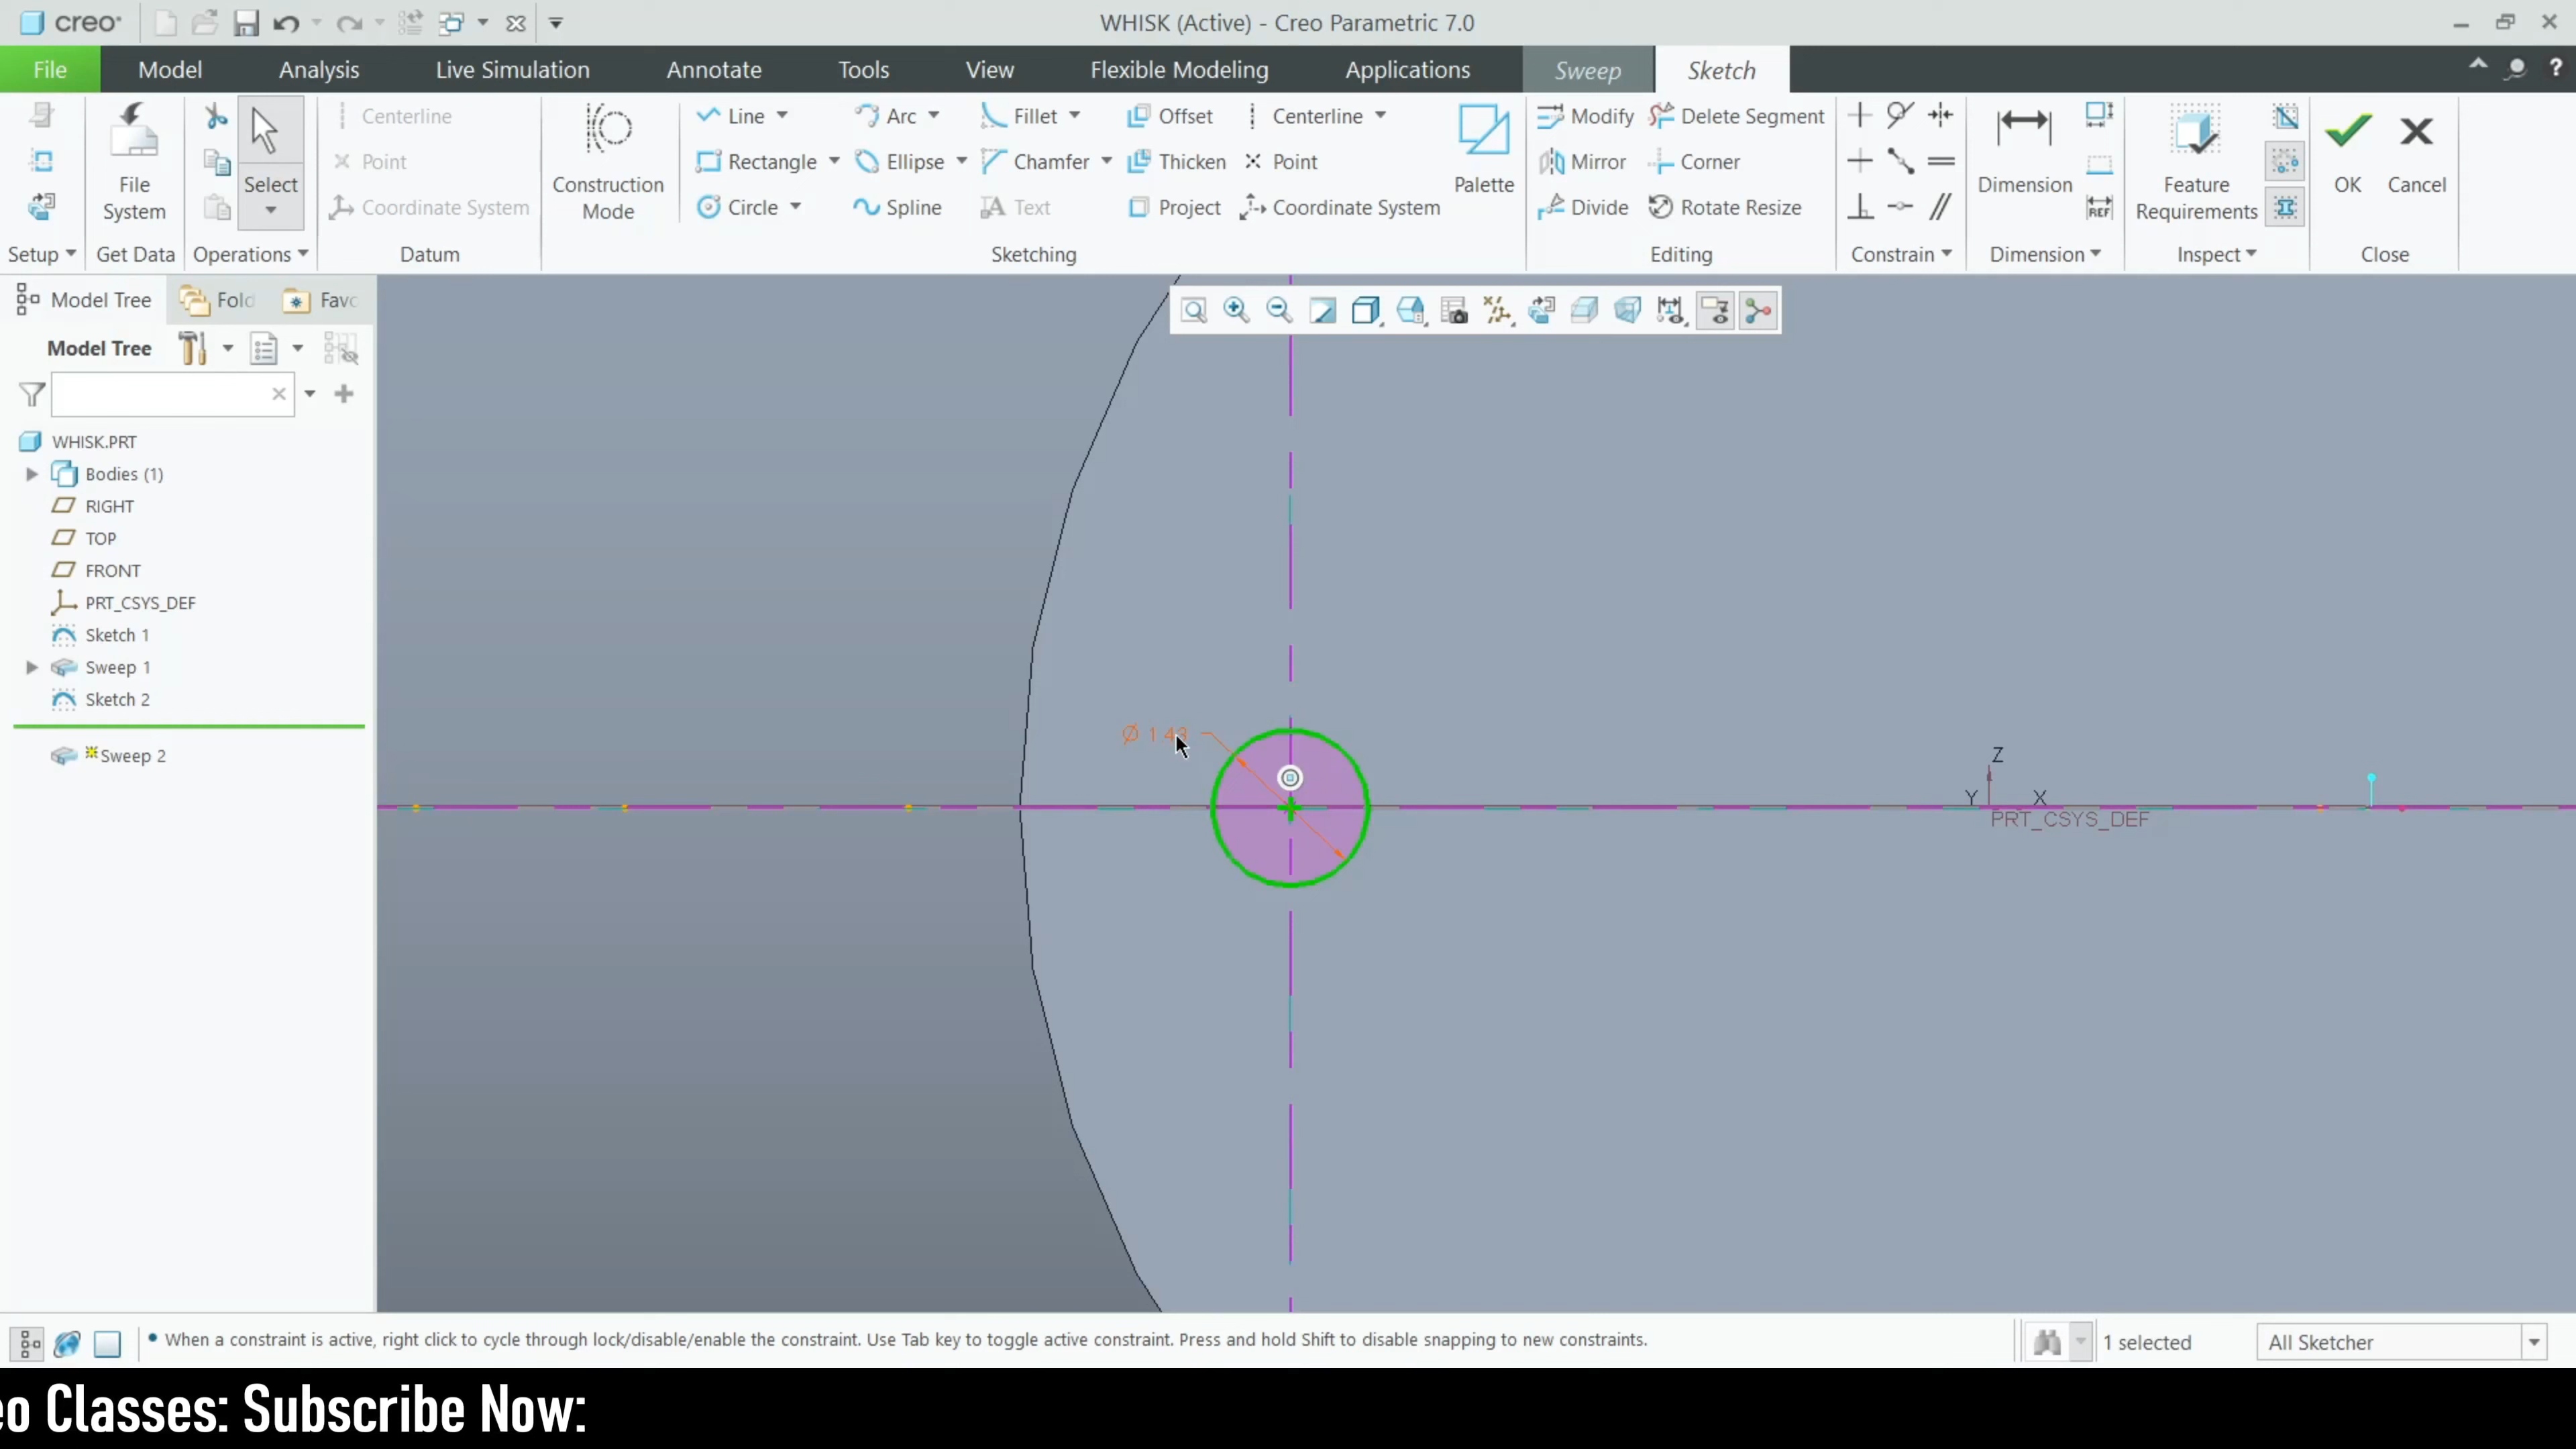 creo
WHISK (Active) - Creo Parametric 7.0
File Model Analysis Live Simulation Annotate Tools View Flexible Modeling Applications Sweep Sketch
Centerline
Point
Coordinate System
File System
Select
Construction Mode
Line Arc Fillet Offset Centerline
Rectangle Ellipse Chamfer Thicken Point
Circle Spline Text Project Coordinate System
Palette
Modify Delete Segment
Mirror Corner
Divide Rotate Resize
Dimension
REF
Feature Requirements
OK Cancel
Setup Get Data Operations Datum Sketching Editing Constrain Dimension Inspect Close
Model Tree Fold Favo
Model Tree
WHISK.PRT
Bodies (1)
RIGHT
TOP
FRONT
PRT_CSYS_DEF
Sketch 1
Sweep 1
Sketch 2
Sweep 2
Z
Y X
PRT_CSYS_DEF
When a constraint is active, right click to cycle through lock/disable/enable the constraint. Use Tab key to toggle active constraint. Press and hold Shift to disable snapping to new constraints.
1 selected
All Sketcher
eo Classes: Subscribe Now: